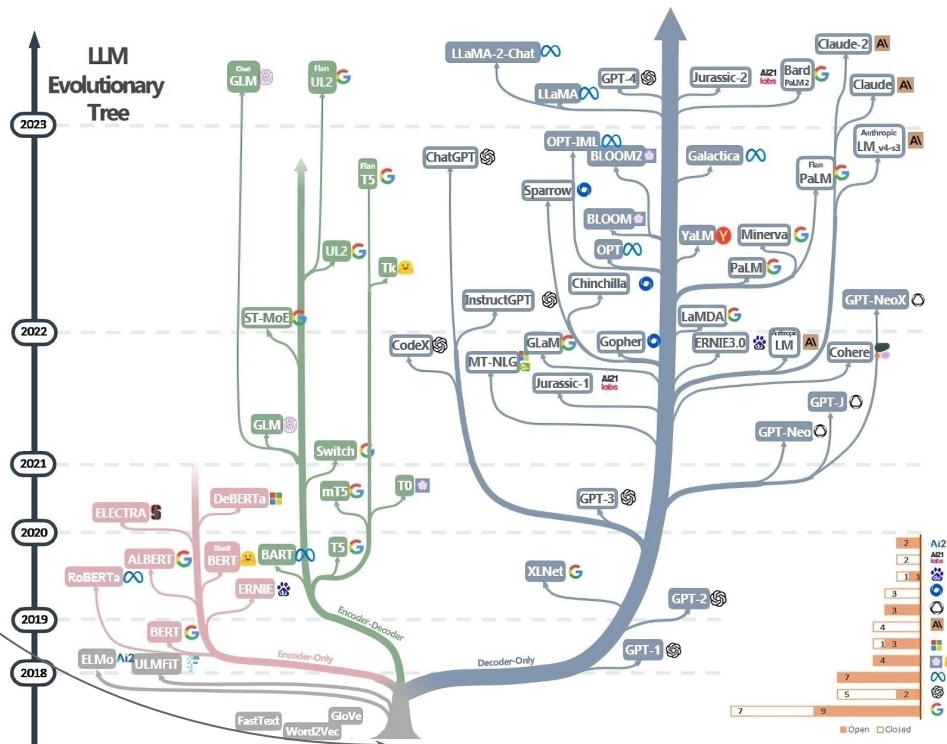 LLM
Evolutionary
Tree
2023
2022
2021
2020
2019
2018
Chat
GLM
Flan
UL2
Flan
T5
UL2
Tk
ST-MoE
GLM
Switch
mT5
T0
BART
T5
Encoder-Decoder
DeBERTa
ELECTRA
ALBERT
Distil
BERT
RoBERTa
ERNIE
BERT
Encoder-Only
ELMo
Ai2
ULMFiT
FastText
GloVe
Word2Vec
LLaMA-2-Chat
GPT-4
LLaMA
Jurassic-2
AI21
labs
Bard
PaLM2
Claude-2
A\
Claude
A\
OPT-IML
BLOOMZ
Galactica
Anthropic
LM_v4-s3
A\
ChatGPT
Flan
PaLM
Sparrow
BLOOM
YaLM
Minerva
OPT
PaLM
Chinchilla
InstructGPT
GPT-NeoX
LaMDA
CodeX
GLaM
Gopher
ERNIE3.0
Anthropic
LM
A\
Cohere
MT-NLG
Jurassic-1
AI21
labs
GPT-J
GPT-Neo
GPT-3
XLNet
GPT-2
GPT-1
Decoder-Only
2 Ai2
2 AI21
labs
1 1
3
3
4 A\
1 3
4
7
5 2
7 9
Open Closed